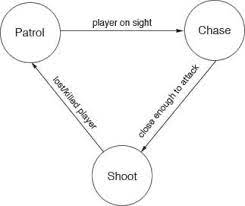 player on sight
Patrol
Chase
lost/killed player
close enough to attack
Shoot